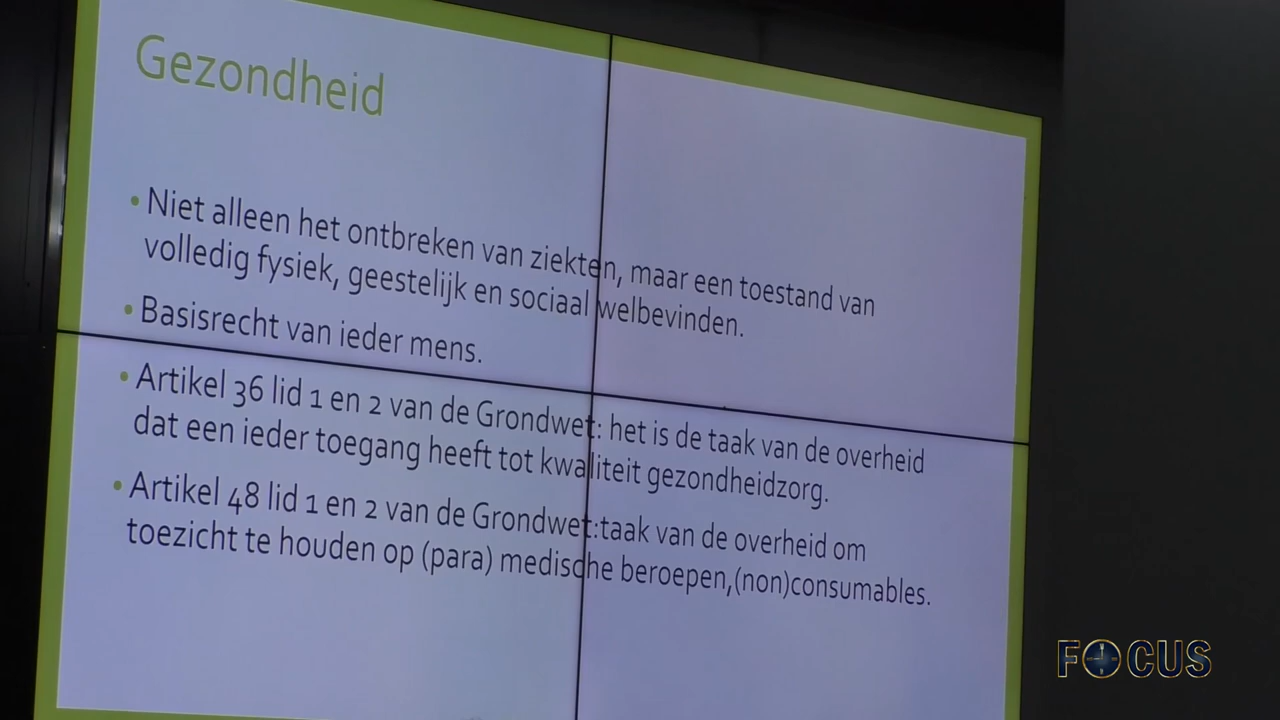 Gezondheid
• Niet alleen het ontbreken van ziekten, maar een toestand van
volledig fysiek, geestelijk en sociaal welbevinden.
• Basisrecht van ieder mens.
• Artikel 36 lid 1 en 2 van de Grondwet: het is de taak van de overheid
dat een ieder toegang heeft tot kwaliteit gezondheidzorg.
• Artikel 48 lid 1 en 2 van de Grondwet:taak van de overheid om
toezicht te houden op (para) medische beroepen,(non)consumables.
FOCUS